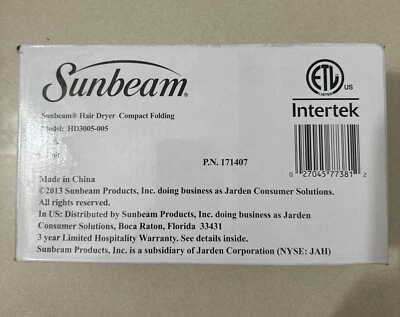 Sunbeam®
ETL
US
LISTED
Intertek
Sunbeam® Hair Dryer Compact Folding
Model: HD3005-005
P.N. 171407
0 27045 77381 2
Made in China
©2013 Sunbeam Products, Inc. doing business as Jarden Consumer Solutions.
All rights reserved.
In US: Distributed by Sunbeam Products, Inc. doing business as Jarden
Consumer Solutions, Boca Raton, Florida 33431
3 year Limited Hospitality Warranty. See details inside.
Sunbeam Products, Inc. is a subsidiary of Jarden Corporation (NYSE: JAH)